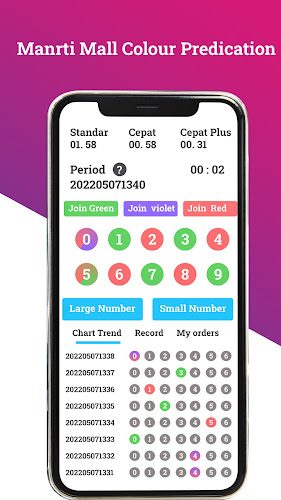 Manrti Mall Colour Predication
Standar Cepat Cepat Plus
01. 58 00. 58 00. 31
Period ? 00 : 02
202205071340
Join Green Join violet Join Red
0 1 2 3 4
5 6 7 8 9
Large Number Small Number
Chart Trend Record My orders
202205071338 0 1 2 3 4 5 6
202205071337 0 1 2 3 4 5 6
202205071336 0 1 2 3 4 5 6
202205071335 0 1 2 3 4 5 6
202205071334 0 1 2 3 4 5 6
202205071333 0 1 2 3 4 5 6
202205071332 0 1 2 3 4 5 6
202205071331 0 1 2 3 4 5 6